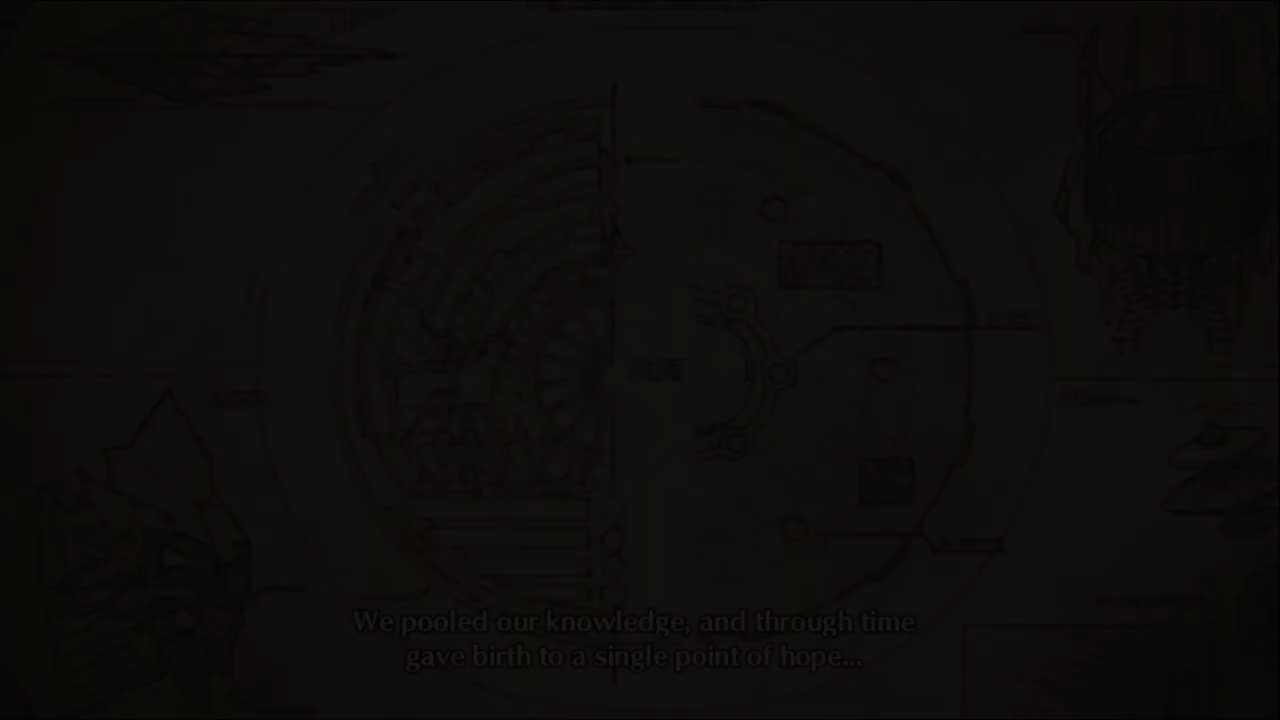 We pooled our knowledge, and through time
gave birth to a single point of hope...